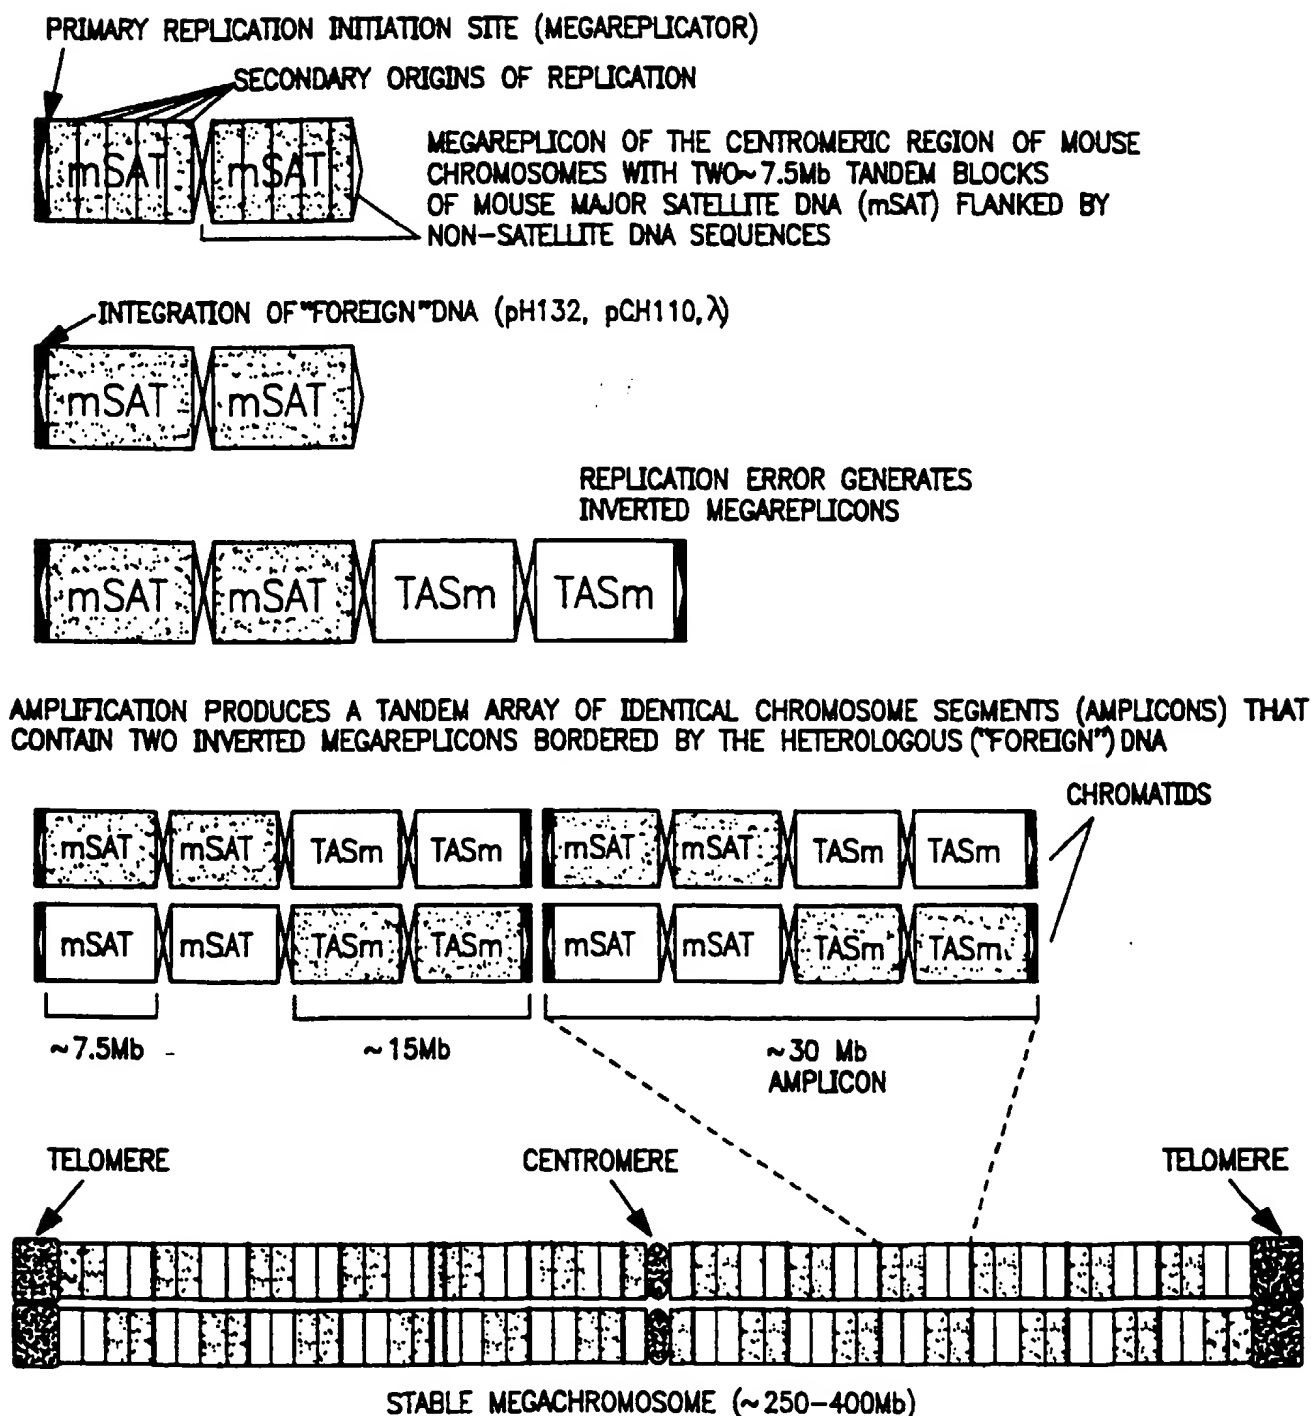 PRIMARY REPLICATION INITIATION SITE (MEGAREPLICATOR)
SECONDARY ORIGINS OF REPLICATION
mSAT mSAT
MEGAREPLICON OF THE CENTROMERIC REGION OF MOUSE
CHROMOSOMES WITH TWO~7.5Mb TANDEM BLOCKS
OF MOUSE MAJOR SATELLITE DNA (mSAT) FLANKED BY
NON-SATELLITE DNA SEQUENCES
INTEGRATION OF "FOREIGN" DNA (pH132, pCH110, λ)
mSAT mSAT
REPLICATION ERROR GENERATES
INVERTED MEGAREPLICONS
mSAT mSAT TASm TASm
AMPLIFICATION PRODUCES A TANDEM ARRAY OF IDENTICAL CHROMOSOME SEGMENTS (AMPLICONS) THAT
CONTAIN TWO INVERTED MEGAREPLICONS BORDERED BY THE HETEROLOGOUS ("FOREIGN") DNA
CHROMATIDS
mSAT mSAT TASm TASm mSAT mSAT TASm TASm
mSAT mSAT TASm TASm mSAT mSAT TASm TASm
~7.5Mb ~15Mb ~30 Mb
AMPLICON
TELOMERE CENTROMERE TELOMERE
STABLE MEGACHROMOSOME (~250-400Mb)